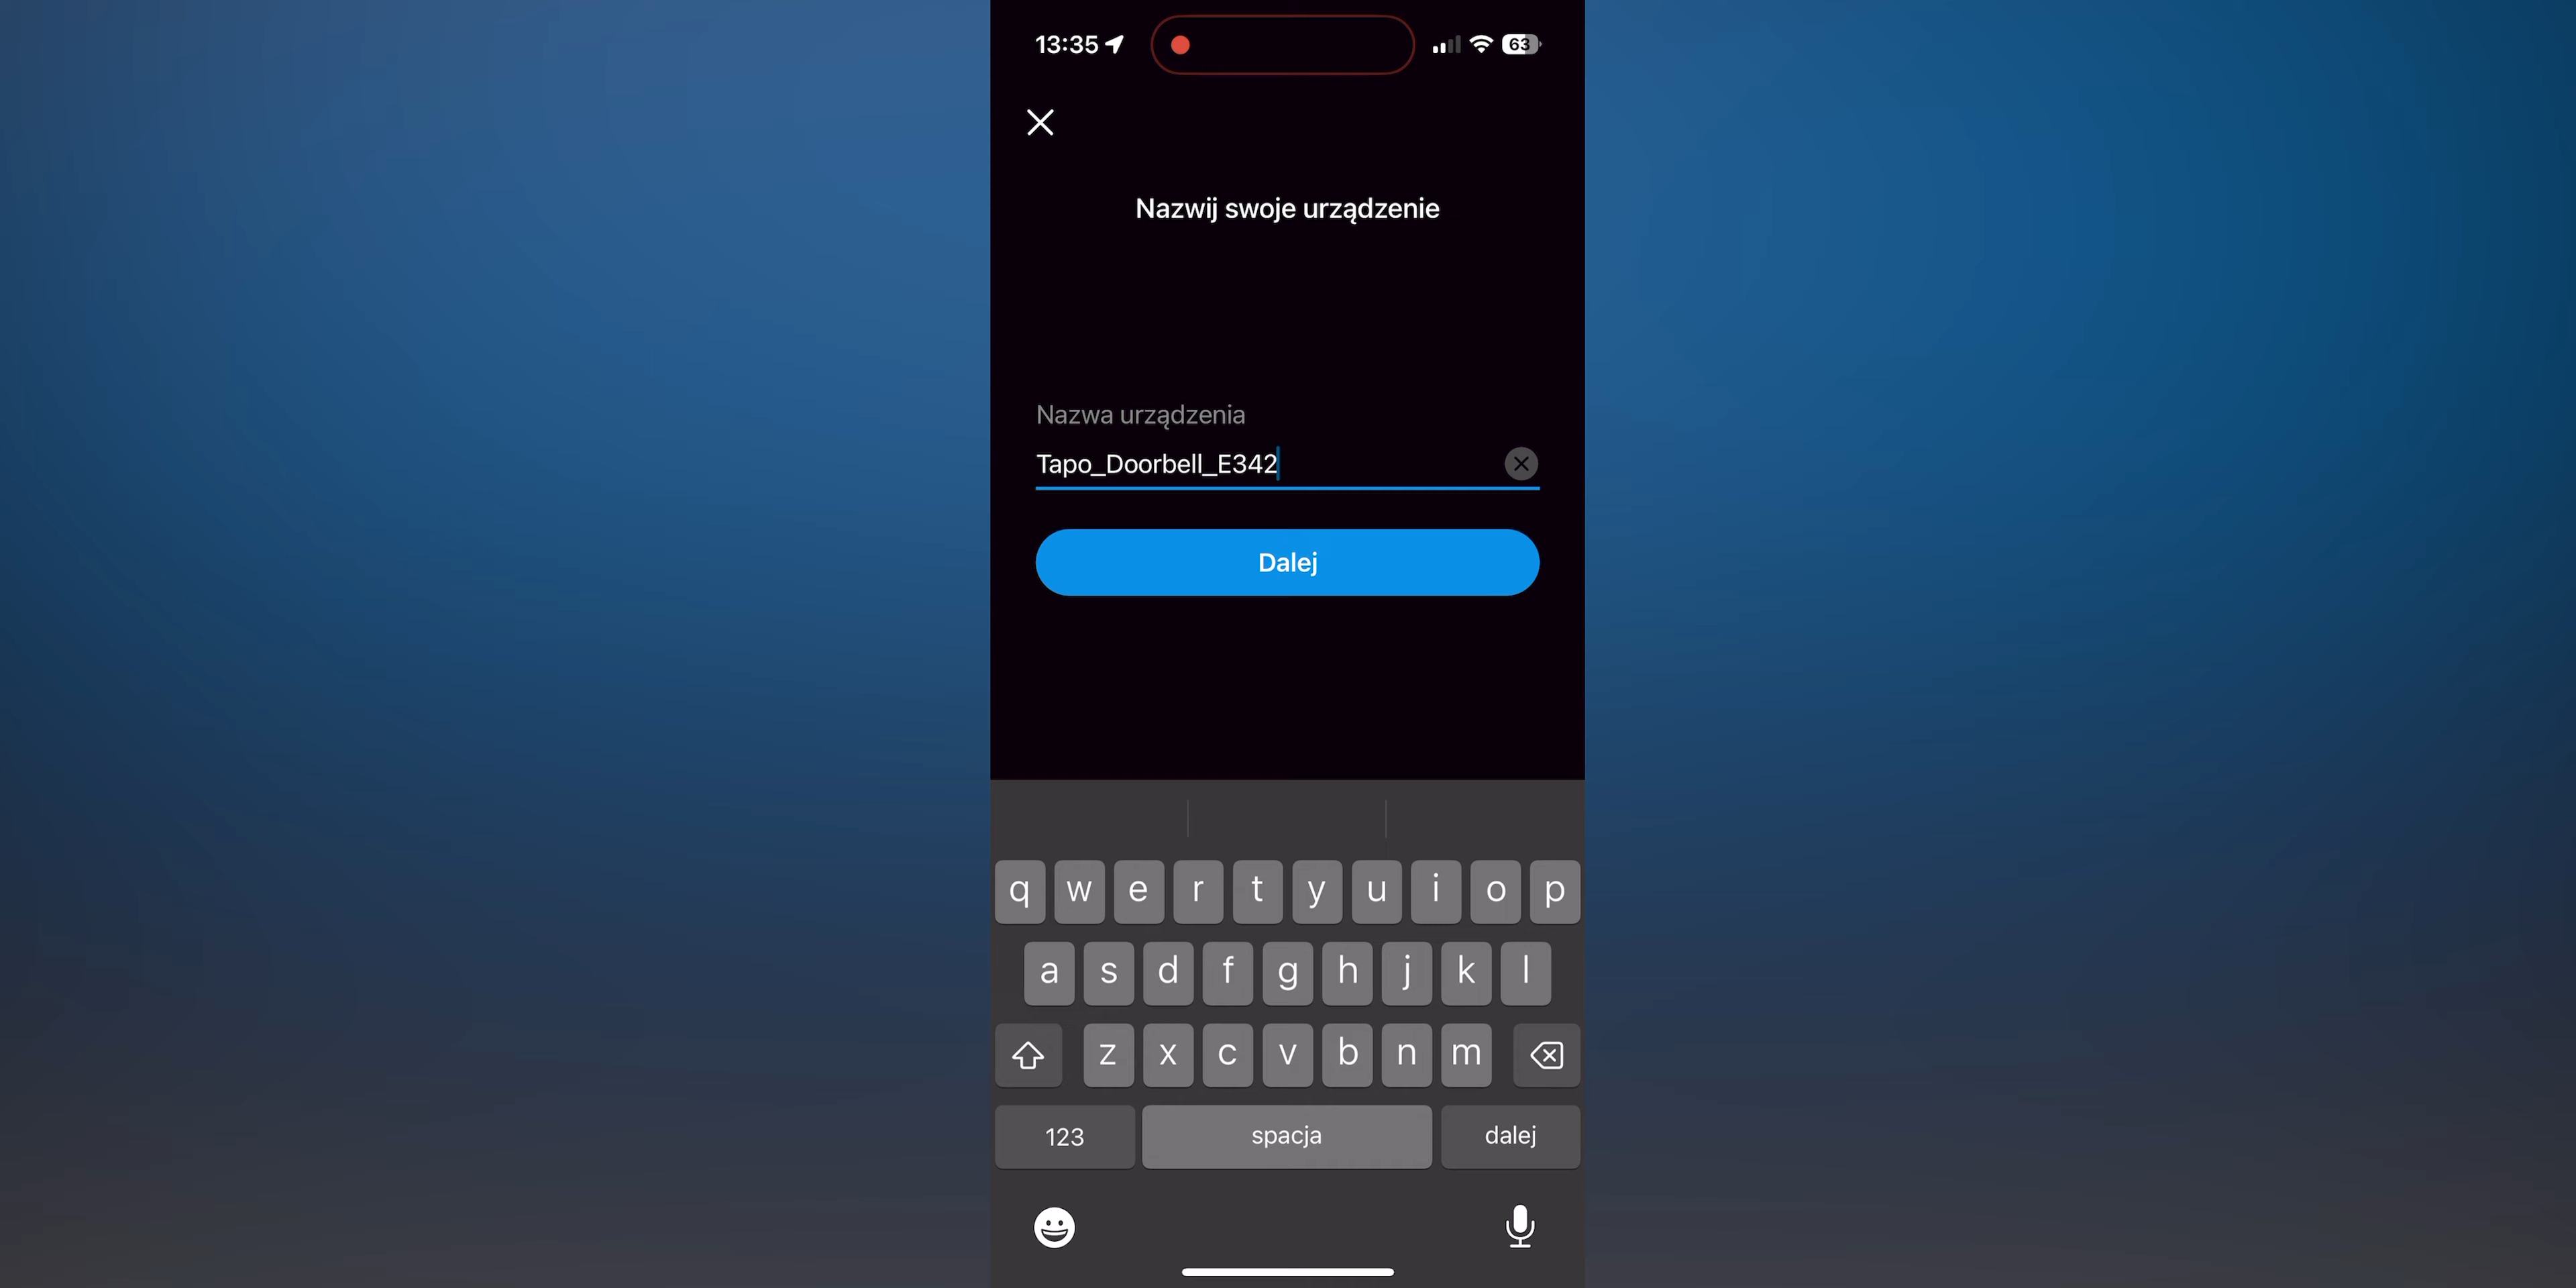 13:35
63
Nazwij swoje urządzenie
Nazwa urządzenia
Tapo_Doorbell_E342
Dalej
q w e r t y u i o p
a s d f g h j k l
z x c v b n m
123 spacja dalej